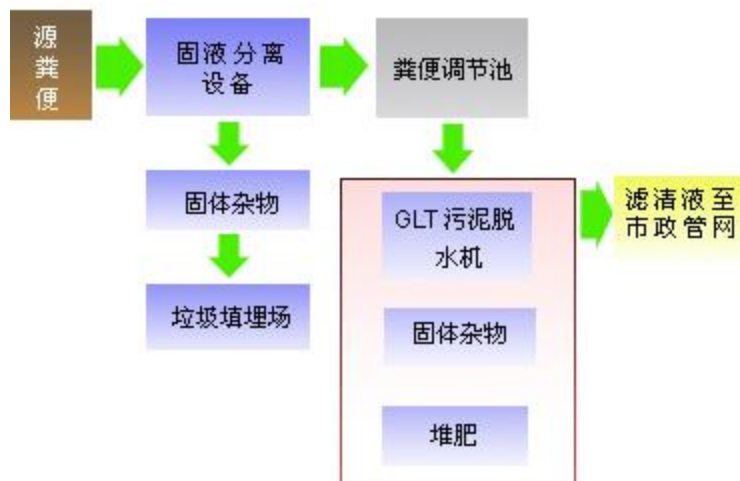 源
粪
便
固液分离
设备
粪便调节池
固体杂物
垃圾填埋场
GLT污泥脱
水机
固体杂物
堆肥
滤清液至
市政管网